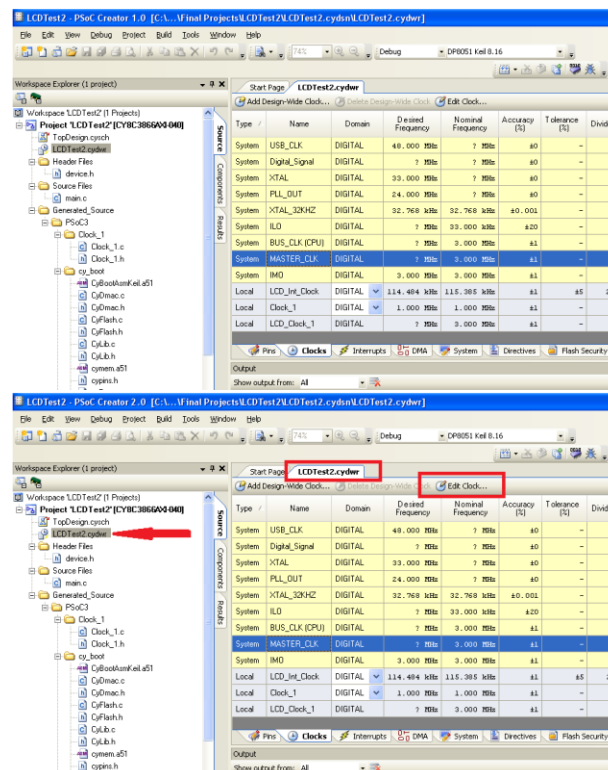 LCDTest2 - PSoC Creator 1.0 [C:\...\Final Projects\LCDTest2\LCDTest2.cydsn\LCDTest2.cydwr]
File Edit View Debug Project Build Tools Window Help
74% Debug DP8051 Keil 8.16
Workspace Explorer (1 project)
Start Page LCDTest2.cydwr
Add Design-Wide Clock... Delete Design-Wide Clock Edit Clock...
Workspace 'LCDTest2' (1 Projects)
Project 'LCDTest2' [CY8C3866AXI-040]
TopDesign.cysch
LCDTest2.cydwr
Header Files
device.h
Source Files
main.c
Generated_Source
PSoC3
Clock_1
Clock_1.c
Clock_1.h
cy_boot
CyBootAsmKeil.a51
CyDmac.c
CyDmac.h
CyFlash.c
CyFlash.h
CyLib.c
CyLib.h
cymem.a51
cypins.h
Source
Components
Results
Type / Name Domain Desired Frequency Nominal Frequency Accuracy (%) Tolerance (%) Divid
System USB_CLK DIGITAL 48.000 MHz ? MHz ±0 -
System Digital_Signal DIGITAL ? MHz ? MHz ±0 -
System XTAL DIGITAL 33.000 MHz ? MHz ±0 -
System PLL_OUT DIGITAL 24.000 MHz ? MHz ±0 -
System XTAL_32KHZ DIGITAL 32.768 kHz 32.768 kHz ±0.001 -
System ILO DIGITAL ? MHz 33.000 kHz ±20 -
System BUS_CLK (CPU) DIGITAL ? MHz 3.000 MHz ±1 -
System MASTER_CLK DIGITAL ? MHz 3.000 MHz ±1 -
System IMO DIGITAL 3.000 MHz 3.000 MHz ±1 -
Local LCD_Int_Clock DIGITAL 114.484 kHz 115.385 kHz ±1 ±5 2
Local Clock_1 DIGITAL 1.000 MHz 1.000 MHz ±1 -
Local LCD_Clock_1 DIGITAL ? MHz 3.000 MHz ±1 -
Pins Clocks Interrupts DMA System Directives Flash Security
Output
Show output from: All
LCDTest2 - PSoC Creator 2.0 [C:\...\Final Projects\LCDTest2\LCDTest2.cydsn\LCDTest2.cydwr]
File Edit View Debug Project Build Tools Window Help
74% Debug DP8051 Keil 8.16
Workspace Explorer (1 project)
Start Page LCDTest2.cydwr
Add Design-Wide Clock... Delete Design-Wide Clock Edit Clock...
Workspace 'LCDTest2' (1 Projects)
Project 'LCDTest2' [CY8C3866AXI-040]
TopDesign.cysch
LCDTest2.cydwr
Header Files
device.h
Source Files
main.c
Generated_Source
PSoC3
Clock_1
Clock_1.c
Clock_1.h
cy_boot
CyBootAsmKeil.a51
CyDmac.c
CyDmac.h
CyFlash.c
CyFlash.h
CyLib.c
CyLib.h
cymem.a51
cypins.h
Source
Components
Results
Type / Name Domain Desired Frequency Nominal Frequency Accuracy (%) Tolerance (%) Divid
System USB_CLK DIGITAL 48.000 MHz ? MHz ±0 -
System Digital_Signal DIGITAL ? MHz ? MHz ±0 -
System XTAL DIGITAL 33.000 MHz ? MHz ±0 -
System PLL_OUT DIGITAL 24.000 MHz ? MHz ±0 -
System XTAL_32KHZ DIGITAL 32.768 kHz 32.768 kHz ±0.001 -
System ILO DIGITAL ? MHz 33.000 kHz ±20 -
System BUS_CLK (CPU) DIGITAL ? MHz 3.000 MHz ±1 -
System MASTER_CLK DIGITAL ? MHz 3.000 MHz ±1 -
System IMO DIGITAL 3.000 MHz 3.000 MHz ±1 -
Local LCD_Int_Clock DIGITAL 114.484 kHz 115.385 kHz ±1 ±5 2
Local Clock_1 DIGITAL 1.000 MHz 1.000 MHz ±1 -
Local LCD_Clock_1 DIGITAL ? MHz 3.000 MHz ±1 -
Pins Clocks Interrupts DMA System Directives Flash Security
Output
Show output from: All